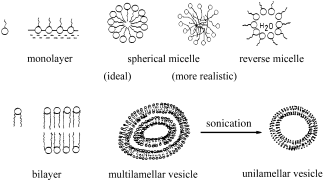 H₂O
monolayer spherical micelle reverse micelle
(ideal) (more realistic)
sonication
bilayer multilamellar vesicle unilamellar vesicle